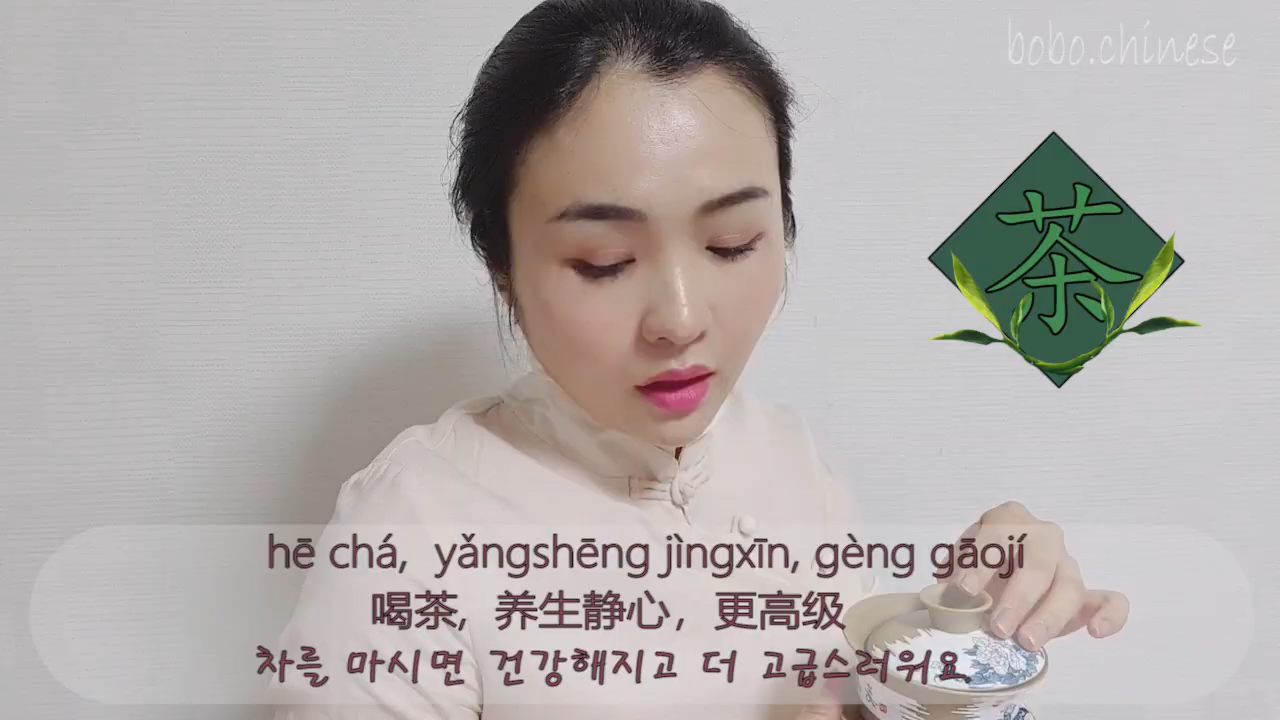 bobo.chinese
茶
hē chá, yǎngshēng jìngxīn, gèng gāojí
喝茶, 养生静心, 更高级
차를 마시면 건강해지고 더 고급스러워요.